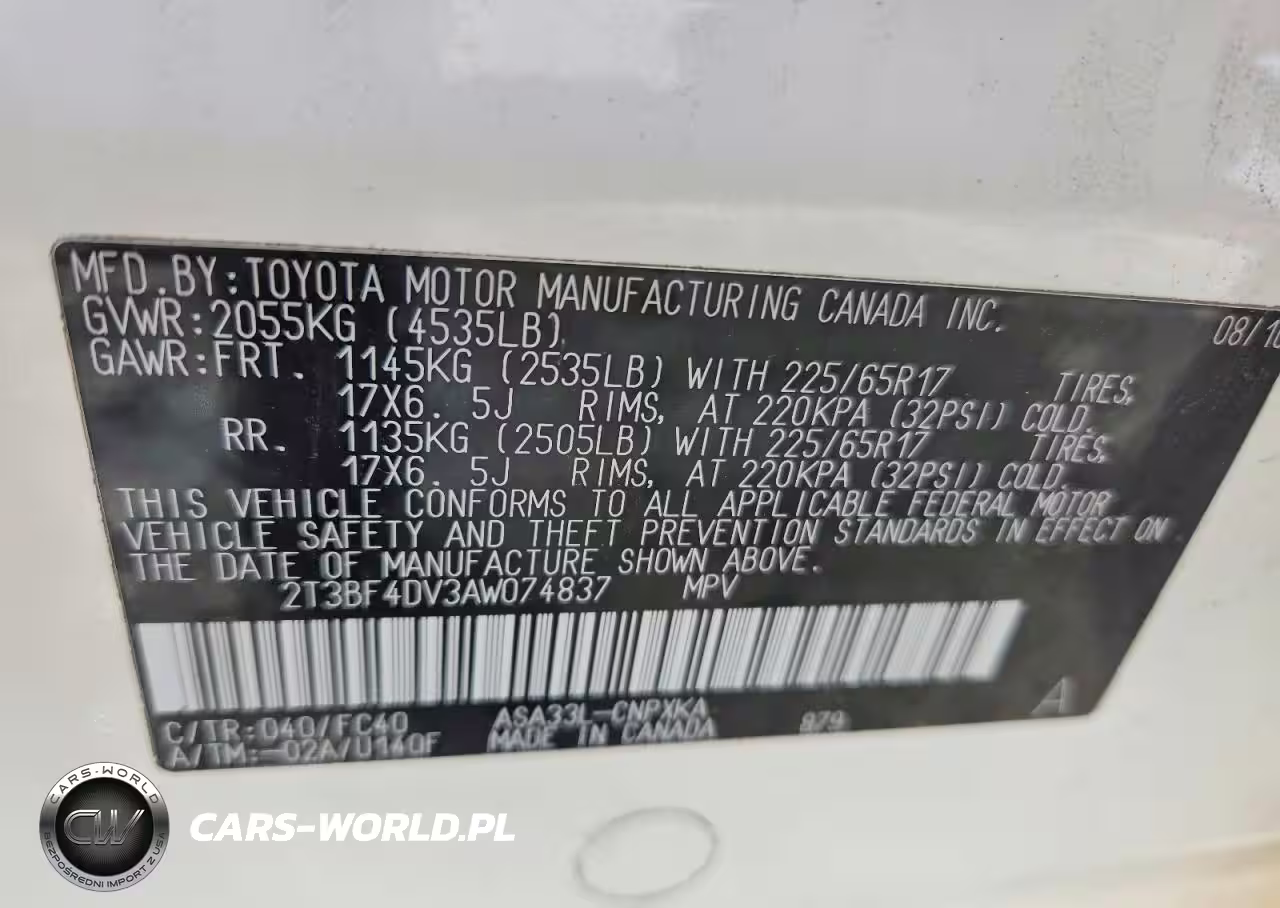 MFD.BY:TOYOTA MOTOR MANUFACTURING CANADA INC.
08/10
GVWR:2055KG (4535LB)
GAWR:FRT. 1145KG (2535LB) WITH 225/65R17 TIRES,
17X6.5J RIMS, AT 220KPA (32PSI) COLD.
RR. 1135KG (2505LB) WITH 225/65R17 TIRES,
17X6.5J RIMS, AT 220KPA (32PSI) COLD.
THIS VEHICLE CONFORMS TO ALL APPLICABLE FEDERAL MOTOR
VEHICLE SAFETY AND THEFT PREVENTION STANDARDS IN EFFECT ON
THE DATE OF MANUFACTURE SHOWN ABOVE.
2T3BF4DV3AW074837 MPV
C/TR:040/FC40 ASA33L-CNPXKA 979
A/TM:-02A/U140F MADE IN CANADA
A
CARS-WORLD
CW
BEZPOŚREDNI IMPORT Z USA
CARS-WORLD.PL